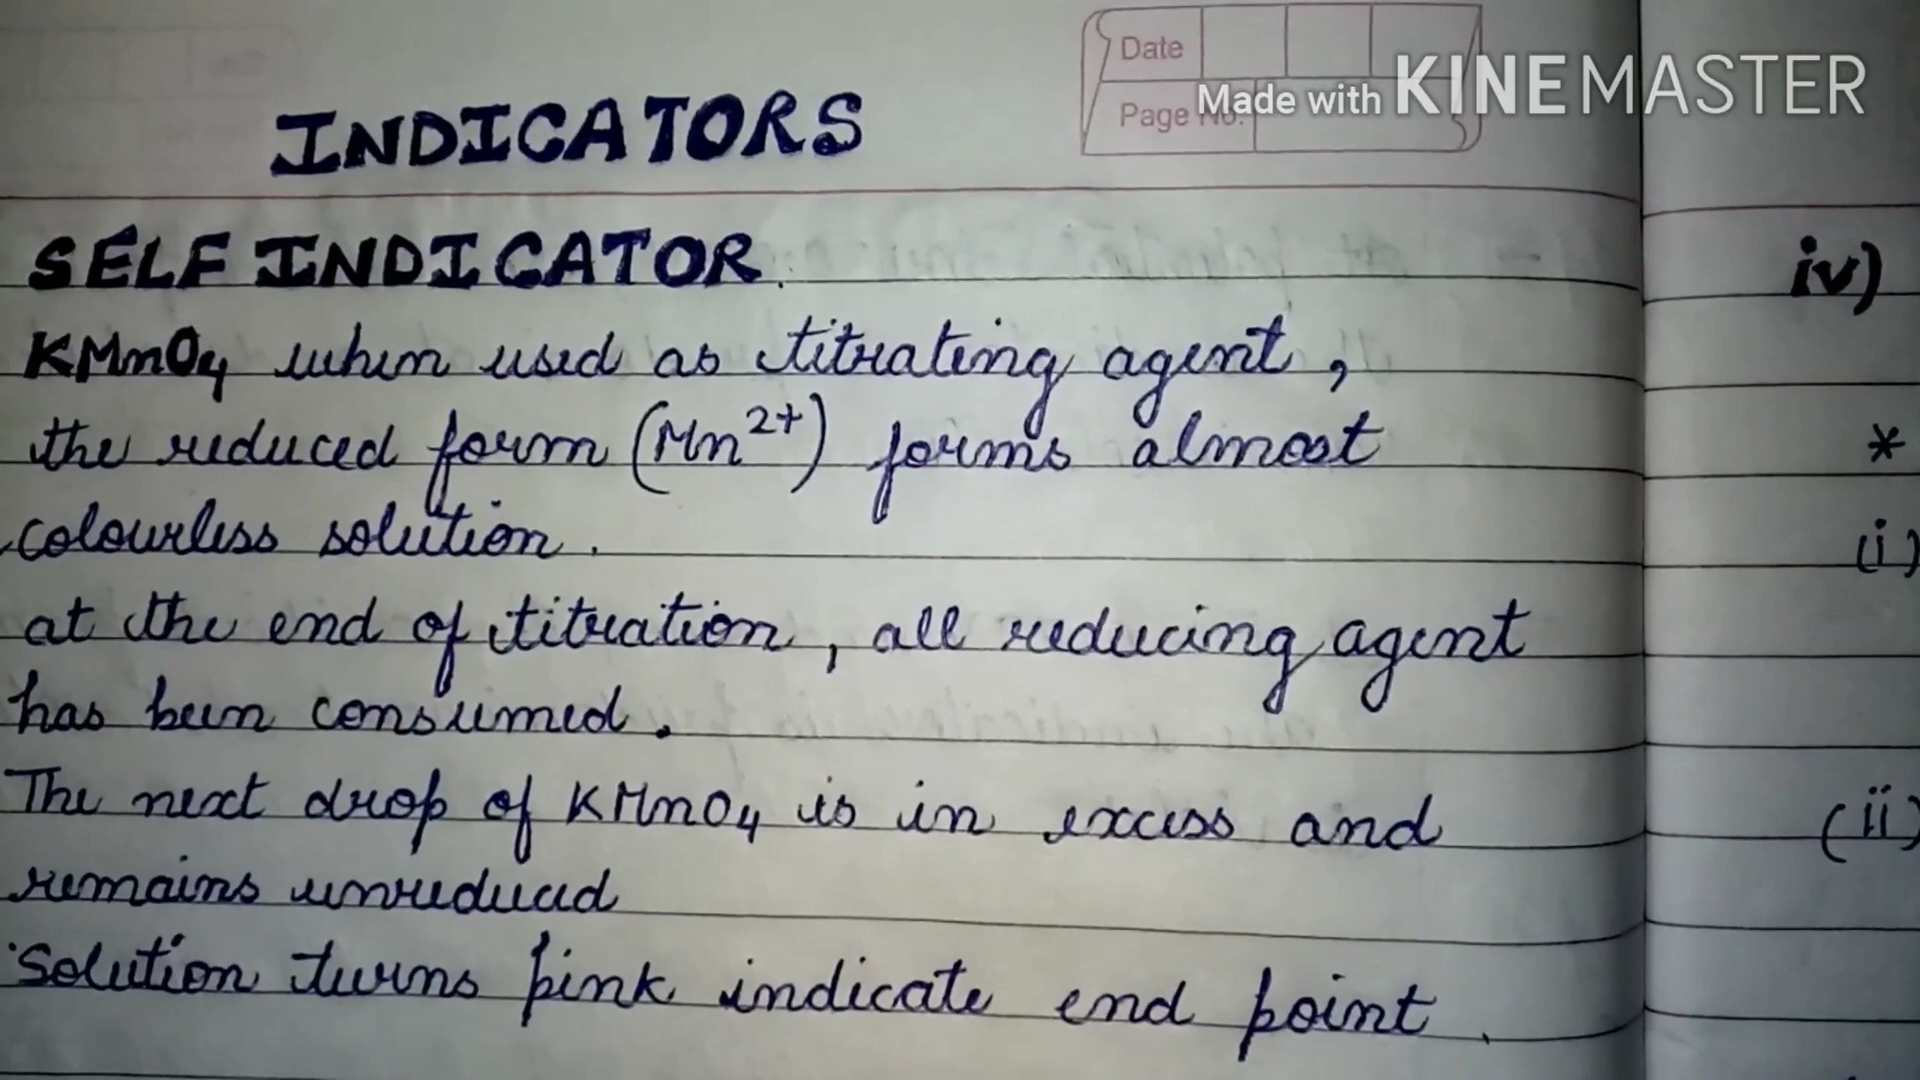 Date
Page No.
Made with KINEMASTER
INDICATORS
SELF INDICATOR.
KMnO4 when used as titrating agent,
the reduced form (Mn2+) forms almost
colourless solution.
at the end of titration, all reducing agent
has been consumed.
The next drop of KMnO4 is in excess and
remains unreduced
Solution turns pink indicate end point.
iv)
*
(i)
(ii)